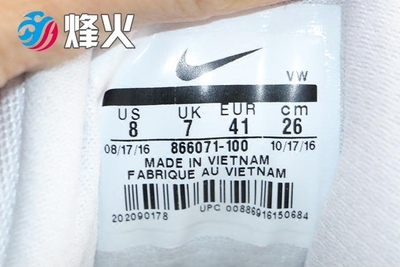 烽火
VW
US UK EUR cm
8 7 41 26
08/17/16 866071-100 10/17/16
MADE IN VIETNAM
FABRIQUE AU VIETNAM
202090178 UPC 00886916150684